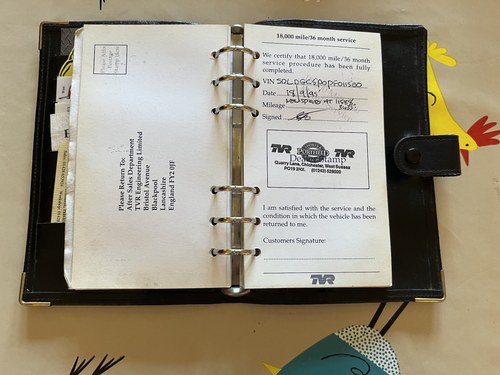 Please Return To:
After Sales Department
TVR Engineering Limited
Bristol Avenue
Blackpool
Lancashire
England FY2 0JF
18,000 mile/36 month service
We certify that 18,000 mile/36 month
service procedure has been fully
completed.
VIN
Date 18/9/95
Mileage
Signed
TVR TVR
Dealer Stamp
Quarry Lane, Chichester, West Sussex
I am satisfied with the service and the
condition in which the vehicle has been
returned to me.
Customers Signature:
TVR